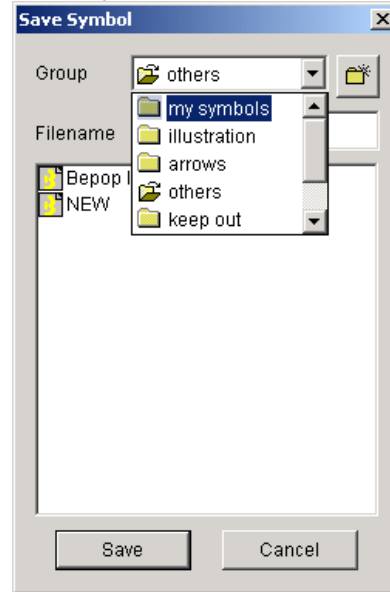 Save Symbol
Group others
my symbols
Filename illustration
arrows
Bepop
others
NEW
keep out
Save Cancel